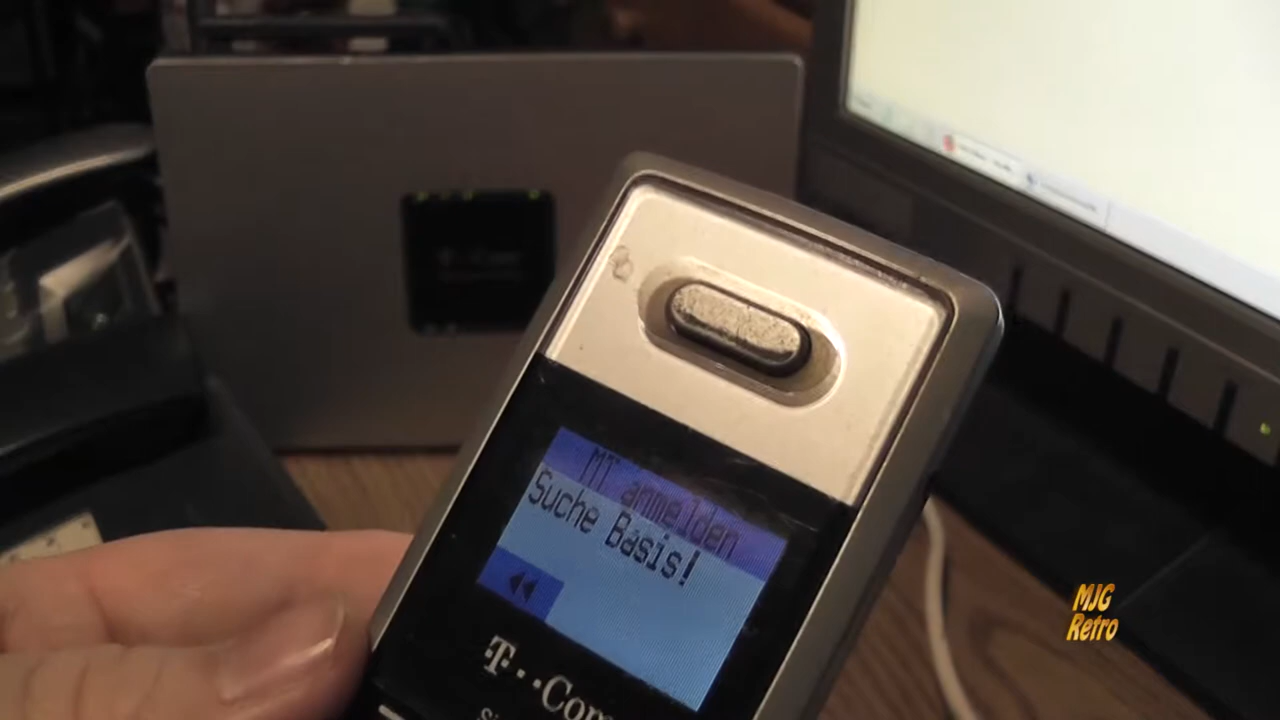 MT anmelden
Suche Basis!
T··Com
MJG
Retro